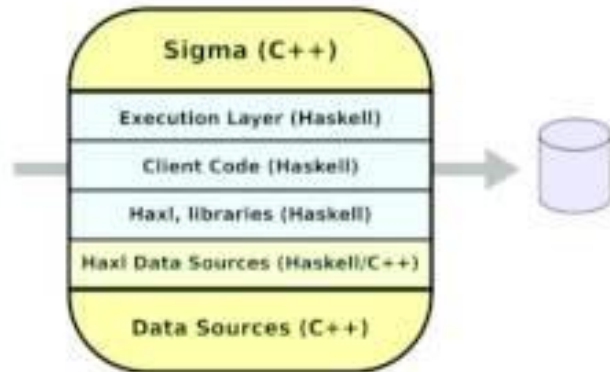 Sigma (C++)
Execution Layer (Haskell)
Client Code (Haskell)
Haxl, libraries (Haskell)
Haxl Data Sources (Haskell/C++)
Data Sources (C++)